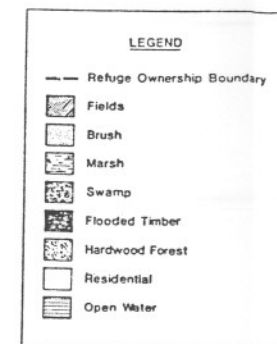 LEGEND
Refuge Ownership Boundary
Fields
Brush
Marsh
Swamp
Flooded Timber
Hardwood Forest
Residential
Open Water